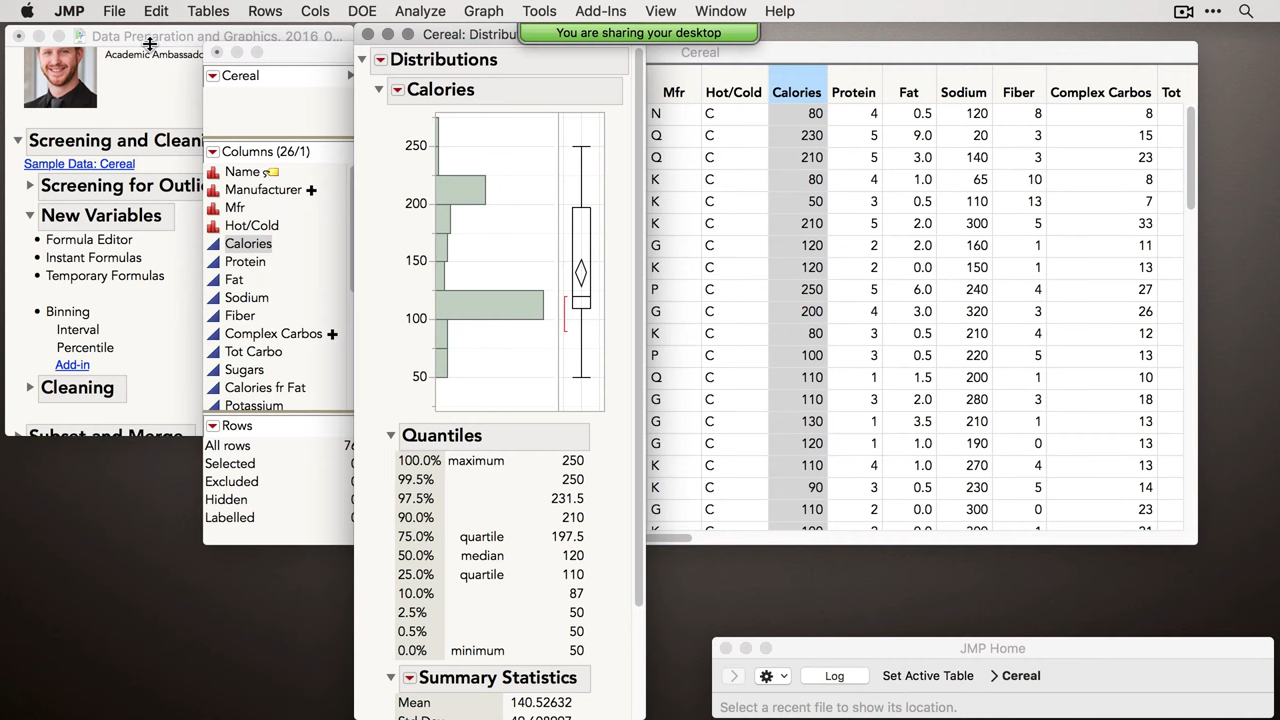 JMP File Edit Tables Rows Cols DOE Analyze Graph Tools Add-Ins View Window Help
You are sharing your desktop
Data Preparation and Graphics, 2016_0...
Academic Ambassado
Screening and Cleani
Sample Data: Cereal
Screening for Outli
New Variables
• Formula Editor
• Instant Formulas
• Temporary Formulas
• Binning
Interval
Percentile
Add-in
Cleaning
Subset and Merge
Cereal
Columns (26/1)
Name
Manufacturer
Mfr
Hot/Cold
Calories
Protein
Fat
Sodium
Fiber
Complex Carbos
Tot Carbo
Sugars
Calories fr Fat
Potassium
Rows
All rows 76
Selected 0
Excluded 0
Hidden 0
Labelled 0
Cereal: Distribu
Distributions
Calories
250
200
150
100
50
Quantiles
100.0% maximum 250
99.5% 250
97.5% 231.5
90.0% 210
75.0% quartile 197.5
50.0% median 120
25.0% quartile 110
10.0% 87
2.5% 50
0.5% 50
0.0% minimum 50
Summary Statistics
Mean 140.52632
Cereal
Mfr Hot/Cold Calories Protein Fat Sodium Fiber Complex Carbos Tot
N C 80 4 0.5 120 8 8
Q C 230 5 9.0 20 3 15
Q C 210 5 3.0 140 3 23
K C 80 4 1.0 65 10 8
K C 50 3 0.5 110 13 7
K C 210 5 2.0 300 5 33
G C 120 2 2.0 160 1 11
K C 120 2 0.0 150 1 13
P C 250 5 6.0 240 4 27
G C 200 4 3.0 320 3 26
K C 80 3 0.5 210 4 12
P C 100 3 0.5 220 5 13
Q C 110 1 1.5 200 1 10
G C 110 3 2.0 280 3 18
G C 130 1 3.5 210 1 13
G C 120 1 1.0 190 0 13
K C 110 4 1.0 270 4 13
K C 90 3 0.5 230 5 14
G C 110 2 0.0 300 0 23
JMP Home
Log Set Active Table Cereal
Select a recent file to show its location.